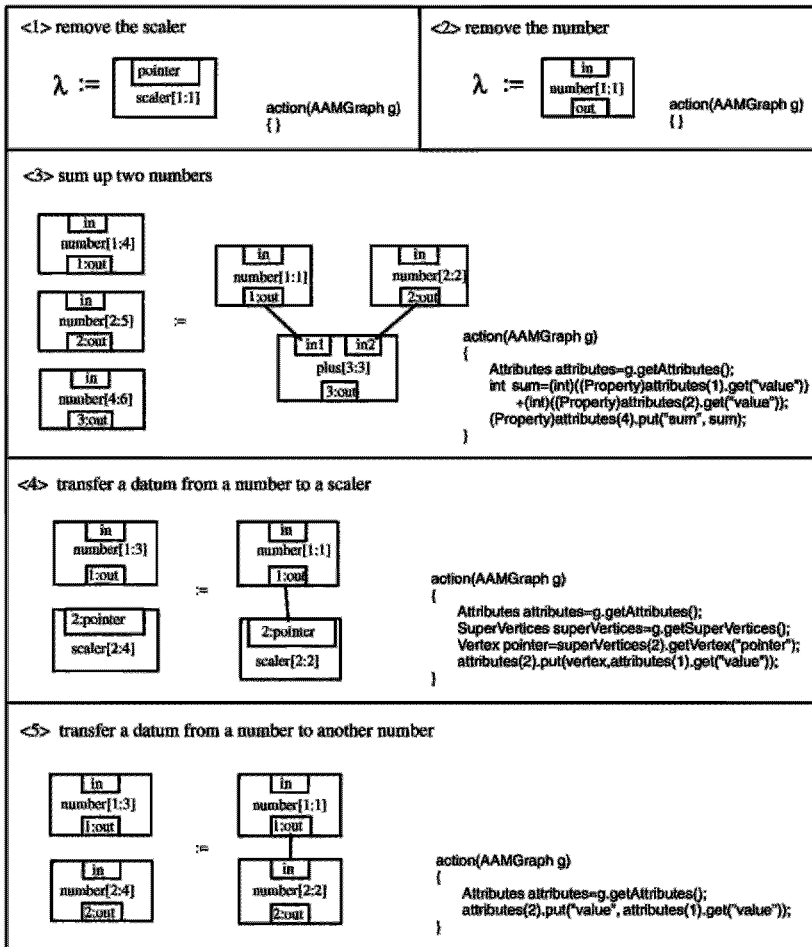 <1> remove the scaler
λ :=
pointer
scaler[1:1]
action(AAMGraph g)
{ }
<2> remove the number
λ :=
in
number[1:1]
out
action(AAMGraph g)
{ }
<3> sum up two numbers
in
number[1:4]
1:out
in
number[2:5]
2:out
in
number[4:6]
3:out
:=
in
number[1:1]
1:out
in
number[2:2]
2:out
in1 in2
plus[3:3]
3:out
action(AAMGraph g)
{
Attributes attributes=g.getAttributes();
int sum=(int)((Property)attributes(1).get("value"))
+(int)((Property)attributes(2).get("value"));
(Property)attributes(4).put("sum", sum);
}
<4> transfer a datum from a number to a scaler
in
number[1:3]
1:out
2:pointer
scaler[2:4]
:=
in
number[1:1]
1:out
2:pointer
scaler[2:2]
action(AAMGraph g)
{
Attributes attributes=g.getAttributes();
SuperVertices superVertices=g.getSuperVertices();
Vertex pointer=superVertices(2).getVertex("pointer");
attributes(2).put(vertex,attributes(1).get("value"));
}
<5> transfer a datum from a number to another number
in
number[1:3]
1:out
in
number[2:4]
2:out
:=
in
number[1:1]
1:out
in
number[2:2]
2:out
action(AAMGraph g)
{
Attributes attributes=g.getAttributes();
attributes(2).put("value", attributes(1).get("value"));
}